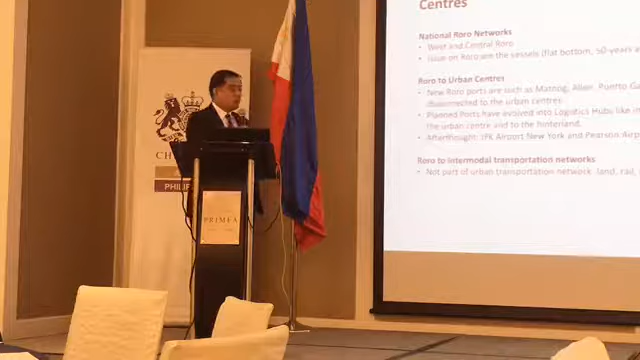 Centres
National Roro Networks
• West and Central Roro
• Issue on Roro are the vessels (flat bottom, 50-years
Roro to Urban Centres
• New Roro ports are such as Matnog, Allen, Puerto Ga
disconnected to the urban centres.
• Planned Ports have evolved into Logistics Hubs like in
the urban centre and to the hinterland.
• Afterthought: JFK Airport New York and Pearson Airp
Roro to Intermodal transportation networks
• Not part of urban transportation network -land, rail,
CH
PHILIP
PRIMEA